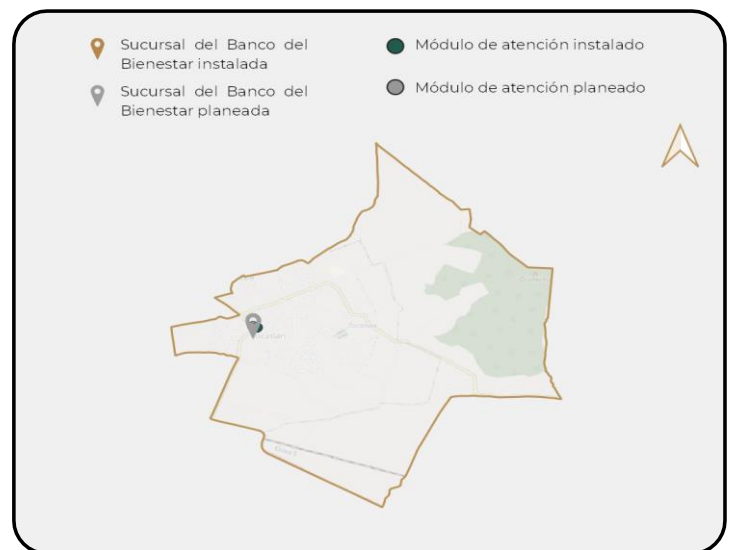 Sucursal del Banco del
Bienestar instalada
Sucursal del Banco del
Bienestar planeada
Módulo de atención instalado
Módulo de atención planeado